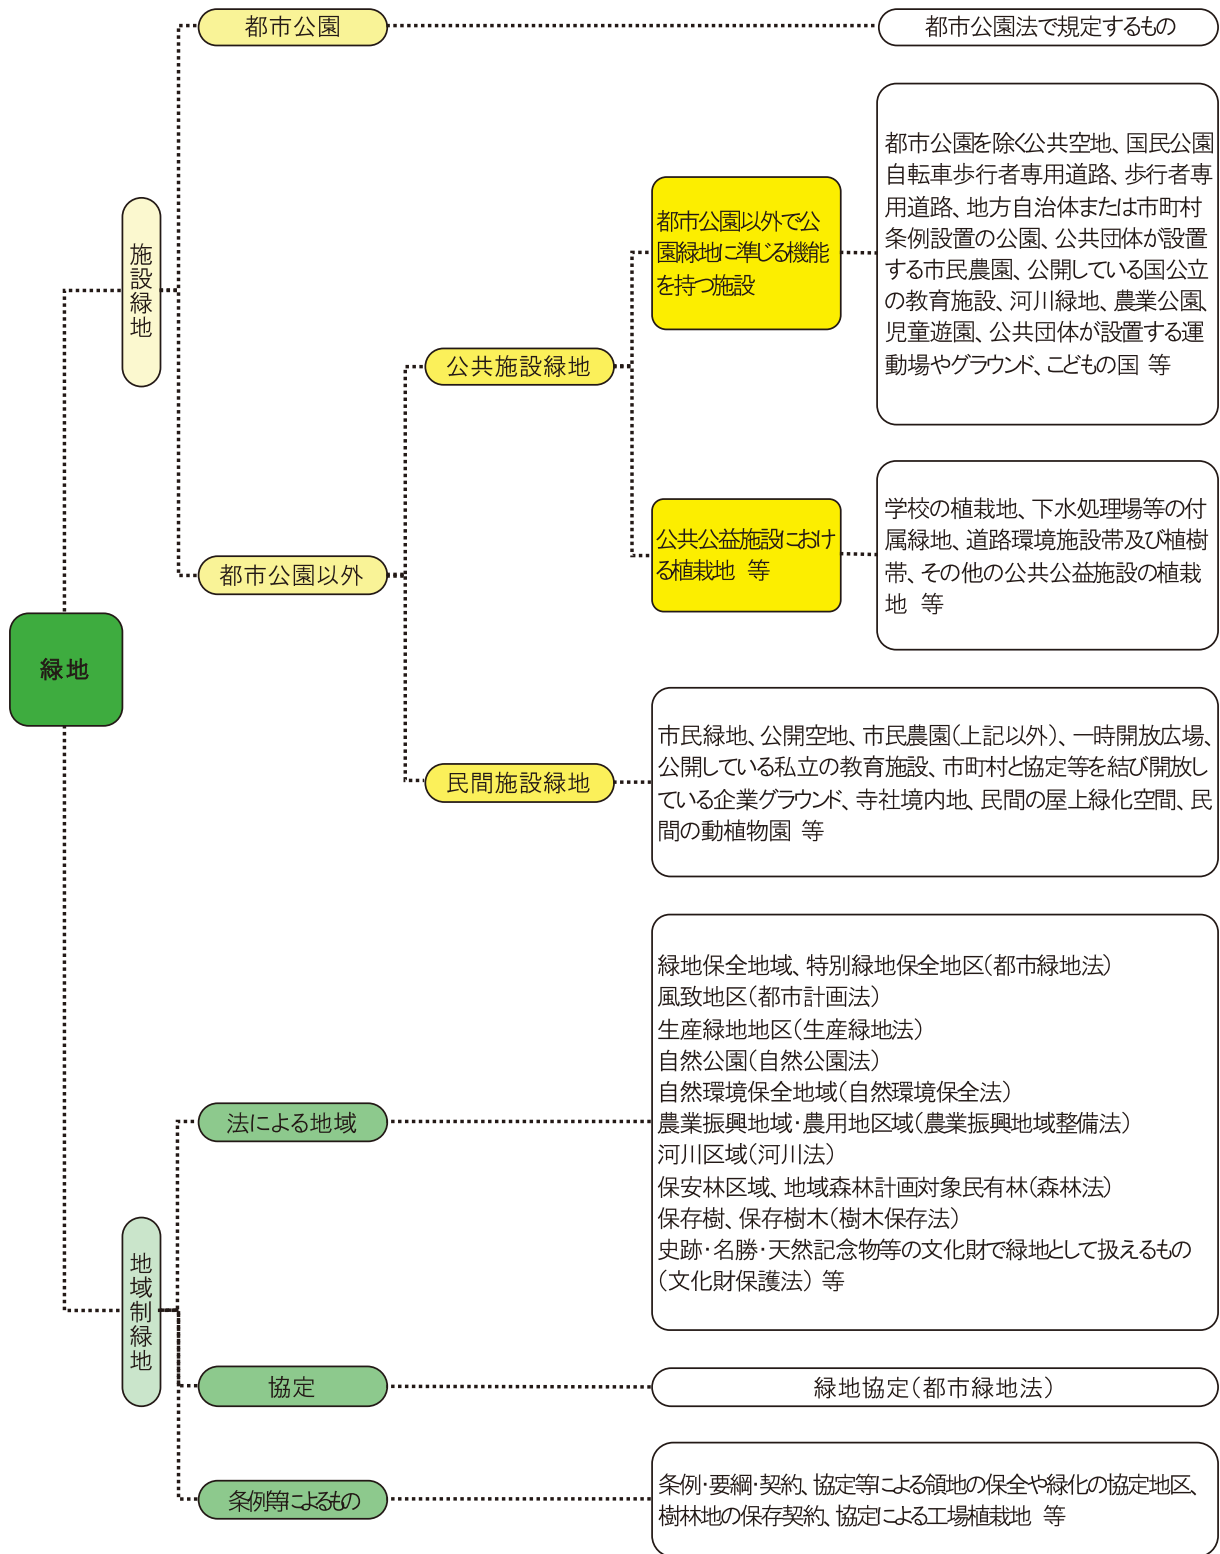 都市公園
都市公園法で規定するもの
都市公園を除く公共空地、国民公園
自転車歩行者専用道路、歩行者専
用道路、地方自治体または市町村
条例設置の公園、公共団体が設置
する市民農園、公開している国公立
の教育施設、河川緑地、農業公園、
児童遊園、公共団体が設置する運
動場やグラウンド、こどもの国 等
都市公園以外で公
園緑地に準じる機能
を持つ施設
施設緑地
公共施設緑地
学校の植栽地、下水処理場等の付
属緑地、道路環境施設帯及び植樹
帯、その他の公共公益施設の植栽
地 等
公共公益施設におけ
る植栽地 等
都市公園以外
緑地
市民緑地、公開空地、市民農園(上記以外)、一時開放広場、
公開している私立の教育施設、市町村と協定等を結び開放し
ている企業グラウンド、寺社境内地、民間の屋上緑化空間、民
間の動植物園 等
民間施設緑地
緑地保全地域、特別緑地保全地区(都市緑地法)
風致地区(都市計画法)
生産緑地地区(生産緑地法)
自然公園(自然公園法)
自然環境保全地域(自然環境保全法)
農業振興地域・農用地区域(農業振興地域整備法)
河川区域(河川法)
保安林区域、地域森林計画対象民有林(森林法)
保存樹、保存樹木(樹木保存法)
史跡・名勝・天然記念物等の文化財で緑地として扱えるもの
(文化財保護法) 等
法による地域
地域制緑地
協定
緑地協定(都市緑地法)
条例等によるもの
条例・要綱・契約、協定等による領地の保全や緑化の協定地区、
樹林地の保存契約、協定による工場植栽地 等